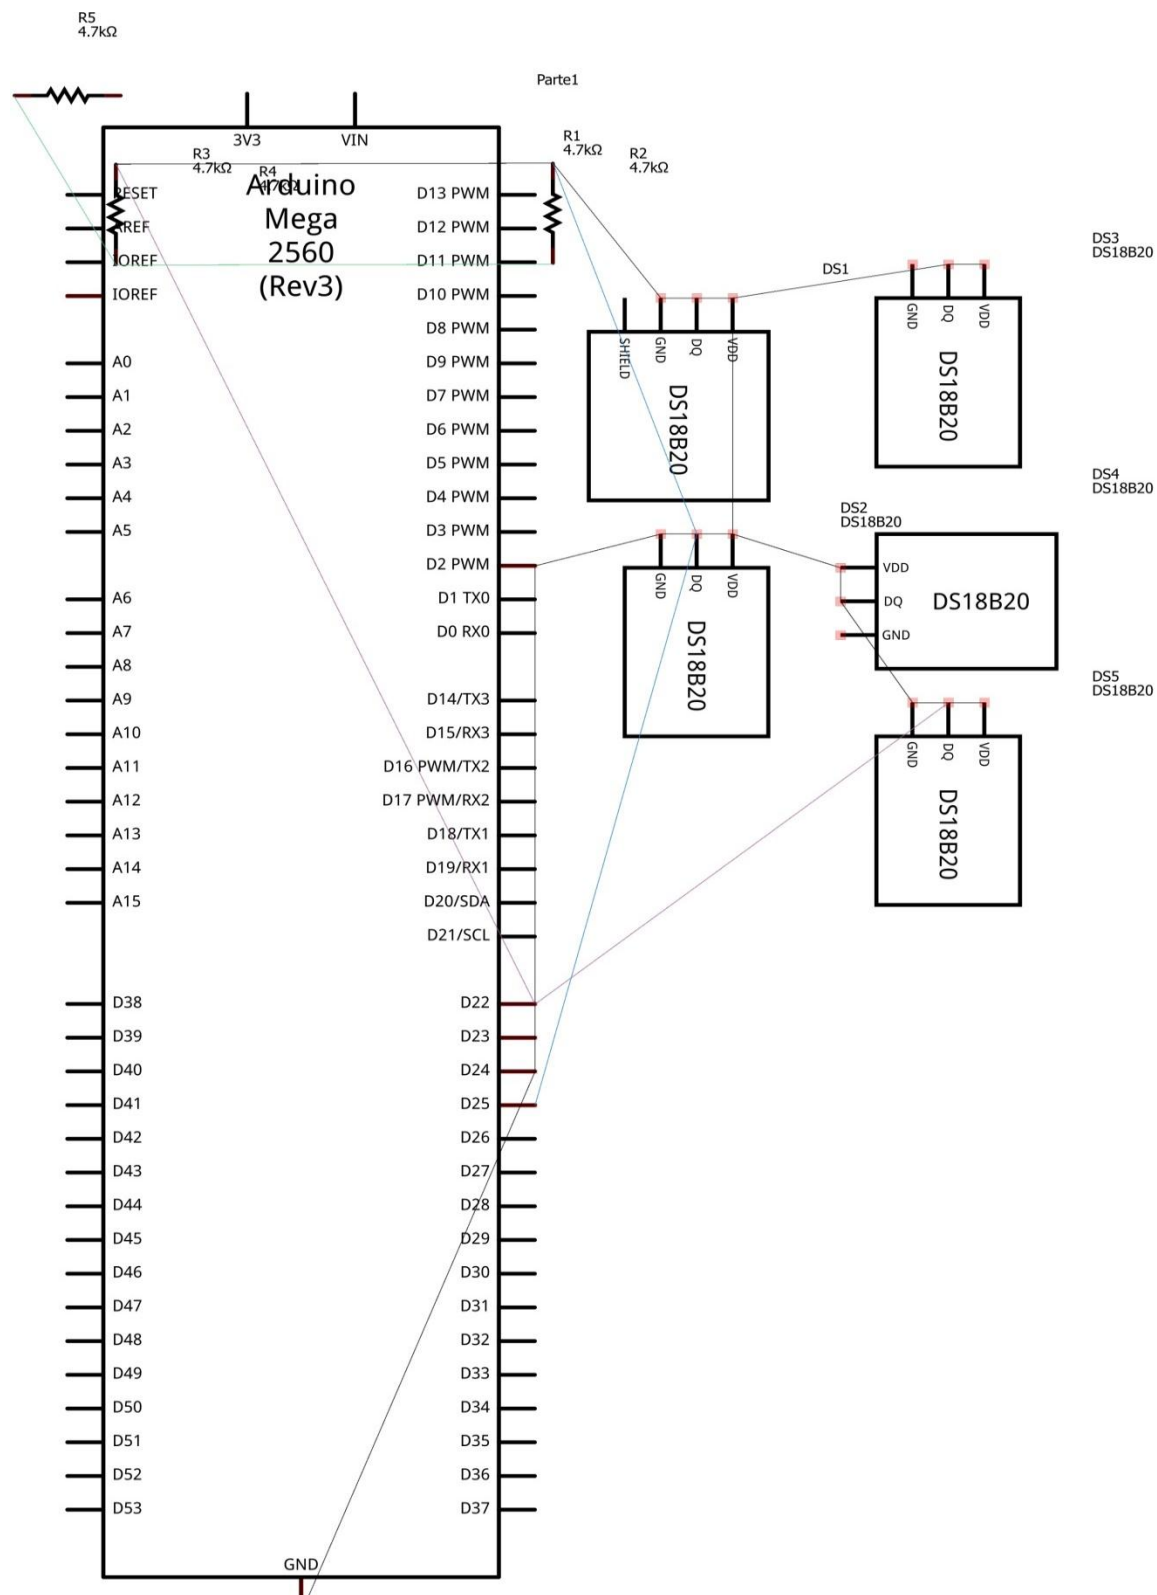 R5
4.7kΩ
Parte1
3V3
VIN
R1
4.7kΩ
R2
4.7kΩ
R3
4.7kΩ
R4
4.7kΩ
Arduino
Mega
2560
(Rev3)
RESET
AREF
IOREF
IOREF
A0
A1
A2
A3
A4
A5
A6
A7
A8
A9
A10
A11
A12
A13
A14
A15
D38
D39
D40
D41
D42
D43
D44
D45
D46
D47
D48
D49
D50
D51
D52
D53
D13 PWM
D12 PWM
D11 PWM
D10 PWM
D8 PWM
D9 PWM
D7 PWM
D6 PWM
D5 PWM
D4 PWM
D3 PWM
D2 PWM
D1 TX0
D0 RX0
D14/TX3
D15/RX3
D16 PWM/TX2
D17 PWM/RX2
D18/TX1
D19/RX1
D20/SDA
D21/SCL
D22
D23
D24
D25
D26
D27
D28
D29
D30
D31
D32
D33
D34
D35
D36
D37
GND
DS1
SHIELD
GND
DQ
VDD
DS18B20
GND
DQ
VDD
DS18B20
DS3
DS18B20
GND
DQ
VDD
DS18B20
DS4
DS18B20
DS2
DS18B20
VDD
DQ
GND
DS18B20
DS5
DS18B20
GND
DQ
VDD
DS18B20